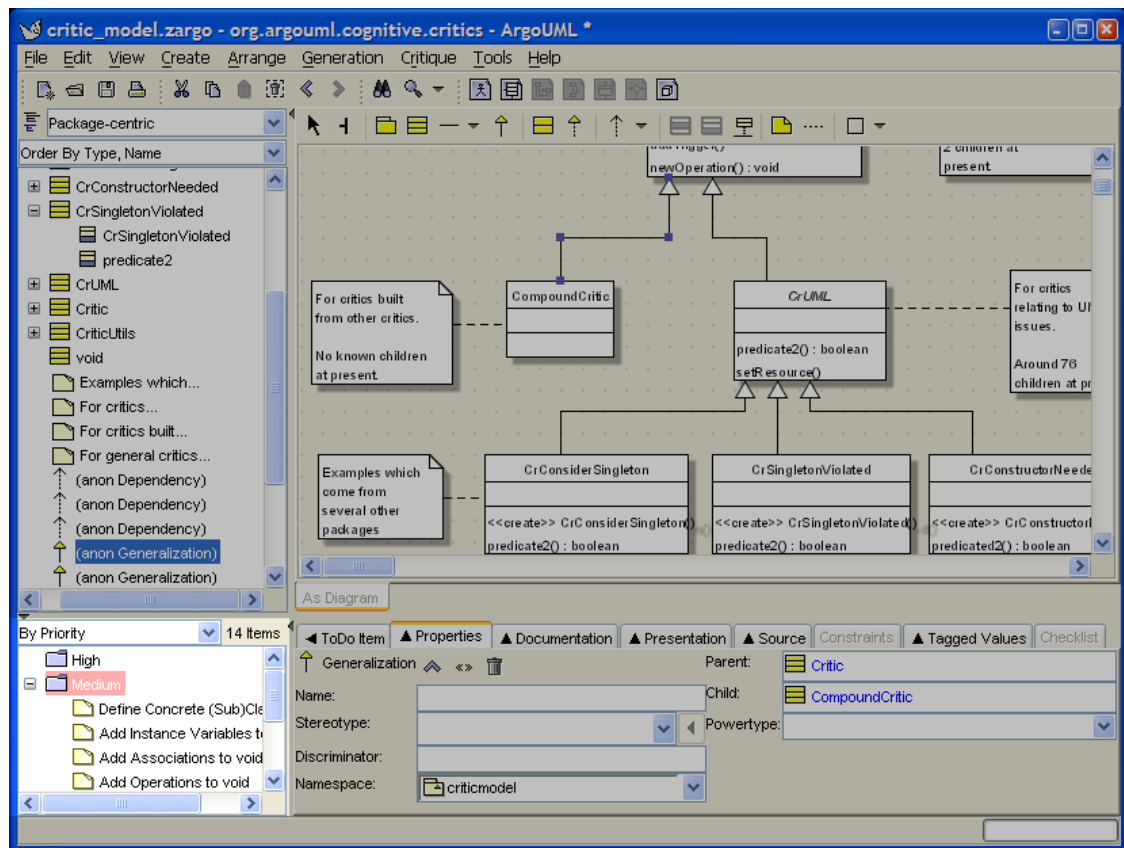 critic_model.zargo - org.argouml.cognitive.critics - ArgoUML *
File Edit View Create Arrange Generation Critique Tools Help
Package-centric
Order By Type, Name
CrConstructorNeeded
CrSingletonViolated
CrSingletonViolated
predicate2
CrUML
Critic
CriticUtils
void
Examples which...
For critics...
For critics built...
For general critics...
(anon Dependency)
(anon Dependency)
(anon Dependency)
(anon Generalization)
(anon Generalization)
newOperation() : void
2 children at
present.
For critics built
from other critics.
No known children
at present.
CompoundCritic
CrUML
predicate2() : boolean
setResource()
For critics
relating to UM
issues.
Around 76
children at pr
Examples which
come from
several other
packages
CrConsiderSingleton
<<create>> CrConsiderSingleton()
predicate2() : boolean
CrSingletonViolated
<<create>> CrSingletonViolated()
predicate2() : boolean
CrConstructorNeede
<<create>> CrConstructorI
predicated2() : boolean
As Diagram
By Priority 14 Items
High
Medium
Define Concrete (Sub)Cla
Add Instance Variables to
Add Associations to void
Add Operations to void
ToDo Item Properties Documentation Presentation Source Constraints Tagged Values Checklist
Generalization
Name:
Stereotype:
Discriminator:
Namespace: criticmodel
Parent: Critic
Child: CompoundCritic
Powertype: